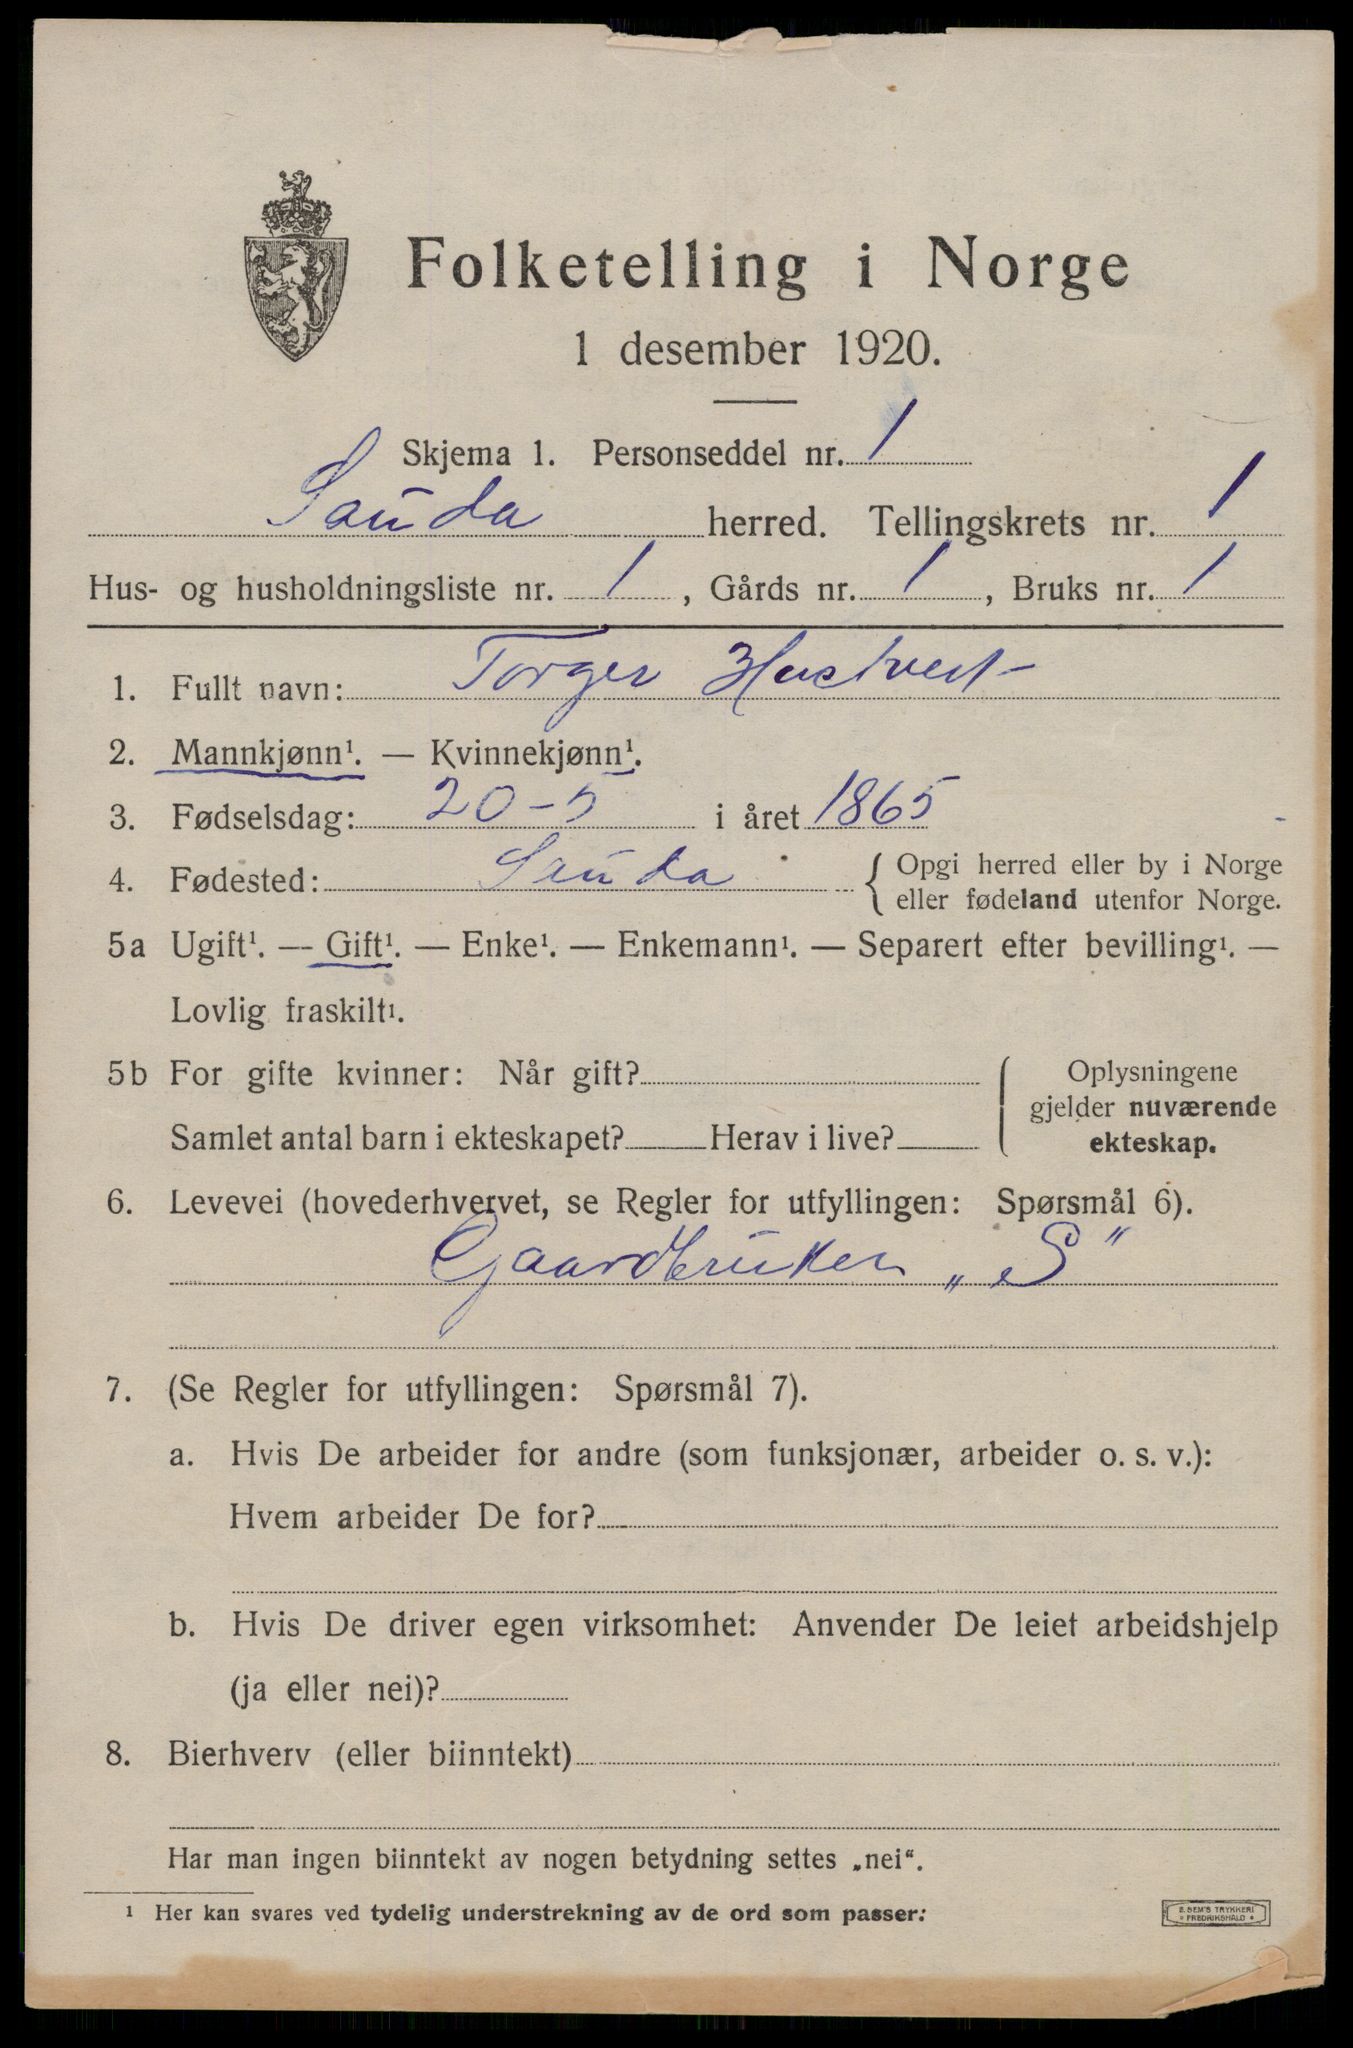 Folketelling i Norge
1 desember 1920.
Skjema 1. Personseddel nr. 1
Sauda herred. Tellingskrets nr. 1
Hus- og husholdningsliste nr. 1, Gårds nr. 1, Bruks nr. 1
1. Fullt navn: Torger Hustvedt
2. Mannkjønn¹. — Kvinnekjønn¹.
3. Fødselsdag: 20-5 i året 1865
4. Fødested: Sauda { Opgi herred eller by i Norge
eller fødeland utenfor Norge.
5a Ugift¹. — Gift¹. — Enke¹. — Enkemann¹. — Separert efter bevilling¹. —
Lovlig fraskilt¹.
5b For gifte kvinner: Når gift?
Samlet antal barn i ekteskapet? Herav i live?
{ Oplysningene
gjelder nuværende
ekteskap.
6. Levevei (hovederhvervet, se Regler for utfyllingen: Spørsmål 6).
Gaardbruker „S“
7. (Se Regler for utfyllingen: Spørsmål 7).
a. Hvis De arbeider for andre (som funksjonær, arbeider o. s. v.):
Hvem arbeider De for?
b. Hvis De driver egen virksomhet: Anvender De leiet arbeidshjelp
(ja eller nei)?
8. Bierhverv (eller biinntekt)
Har man ingen biinntekt av nogen betydning settes „nei“.
¹ Her kan svares ved tydelig understrekning av de ord som passer:
E. SEM'S TRYKKERI
FREDRIKSHALD